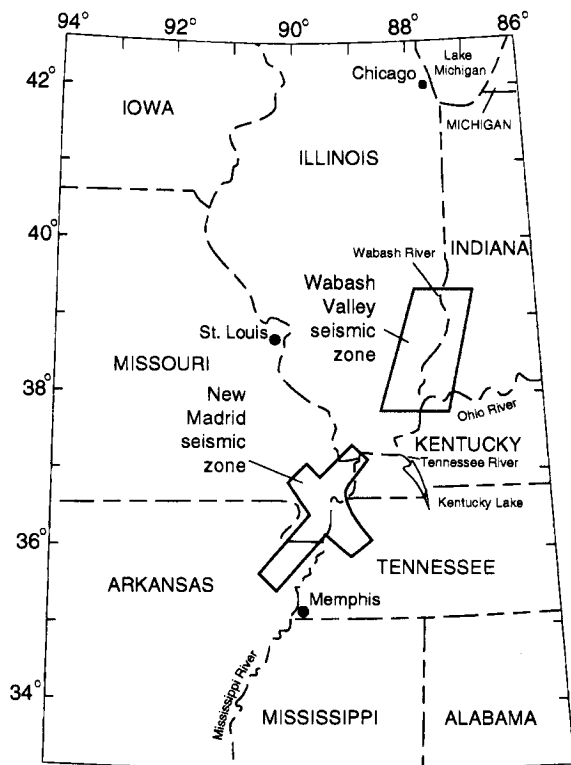 94° 92° 90° 88° 86°
42°
40°
38°
36°
34°
Lake
Michigan
Chicago
MICHIGAN
IOWA
ILLINOIS
INDIANA
Wabash River
Wabash
Valley
seismic
zone
St. Louis
MISSOURI
New
Madrid
seismic
zone
Ohio River
KENTUCKY
Tennessee River
Kentucky Lake
TENNESSEE
ARKANSAS
Memphis
Mississippi River
MISSISSIPPI
ALABAMA